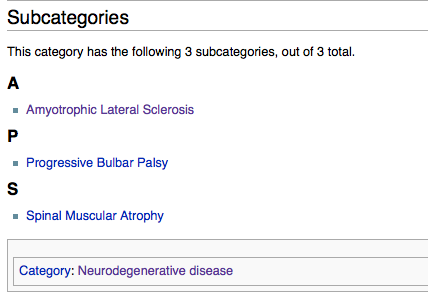 Subcategories
This category has the following 3 subcategories, out of 3 total.
A
Amyotrophic Lateral Sclerosis
P
Progressive Bulbar Palsy
S
Spinal Muscular Atrophy
Category: Neurodegenerative disease